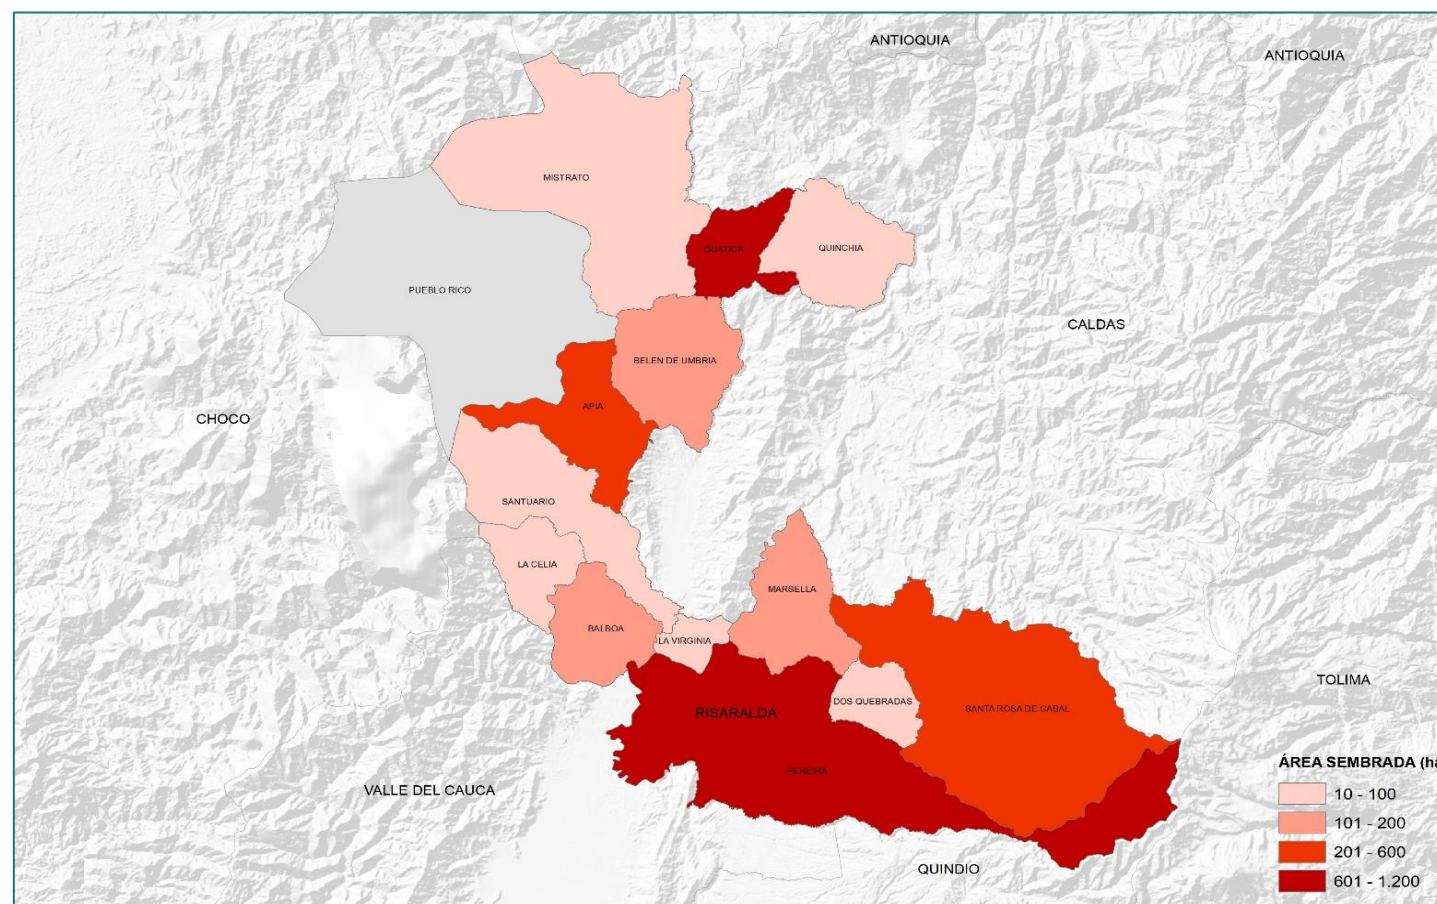 ANTIOQUIA
ANTIOQUIA
MISTRATO
GUATICA
QUINCHIA
PUEBLO RICO
CALDAS
BELEN DE UMBRIA
APIA
CHOCO
SANTUARIO
LA CELIA
MARSELLA
BALBOA
LA VIRGINIA
TOLIMA
DOS QUEBRADAS
SANTA ROSA DE CABAL
RISARALDA
PEREIRA
VALLE DEL CAUCA
QUINDIO
ÁREA SEMBRADA (ha
10 - 100
101 - 200
201 - 600
601 - 1.200